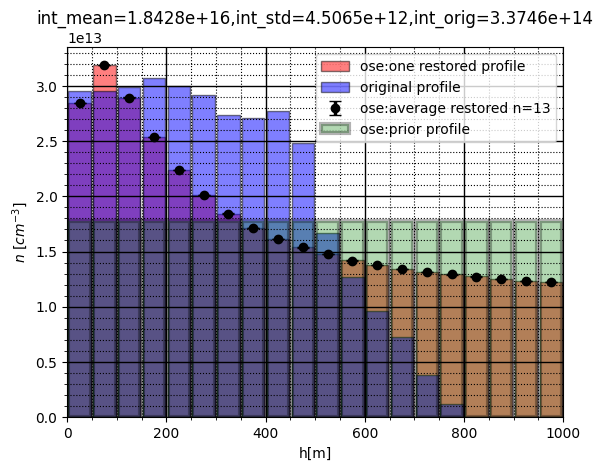 int_mean=1.8428e+16,int_std=4.5065e+12,int_orig=3.3746e+14
1e13
ose:one restored profile
original profile
ose:average restored n=13
ose:prior profile
n [cm⁻³]
3.0
2.5
2.0
1.5
1.0
0.5
0.0
0 200 400 600 800 1000
h[m]